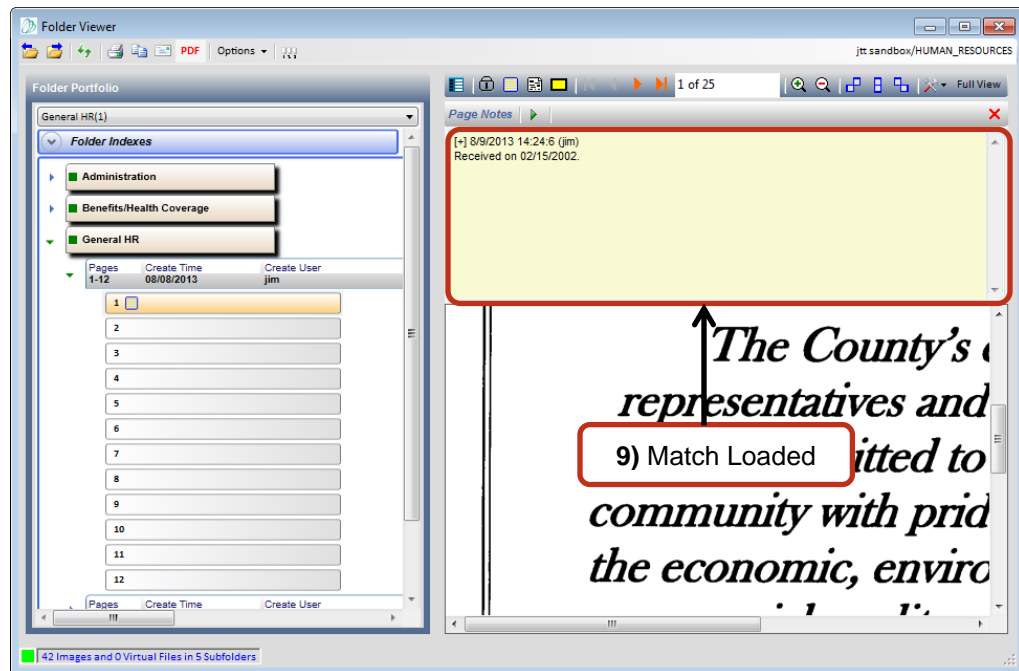 Folder Viewer
PDF Options jtt sandbox/HUMAN_RESOURCES
Folder Portfolio
General HR(1)
Folder Indexes
Administration
Benefits/Health Coverage
General HR
Pages Create Time Create User
1-12 08/08/2013 jim
1
2
3
4
5
6
7
8
9
10
11
12
Pages Create Time Create User
1 of 25 Full View
Page Notes
[+] 8/9/2013 14:24:6 (jim)
Received on 02/15/2002.
The County's
representatives and
itted to
community with prid
the economic, enviro
9) Match Loaded
42 Images and 0 Virtual Files in 5 Subfolders